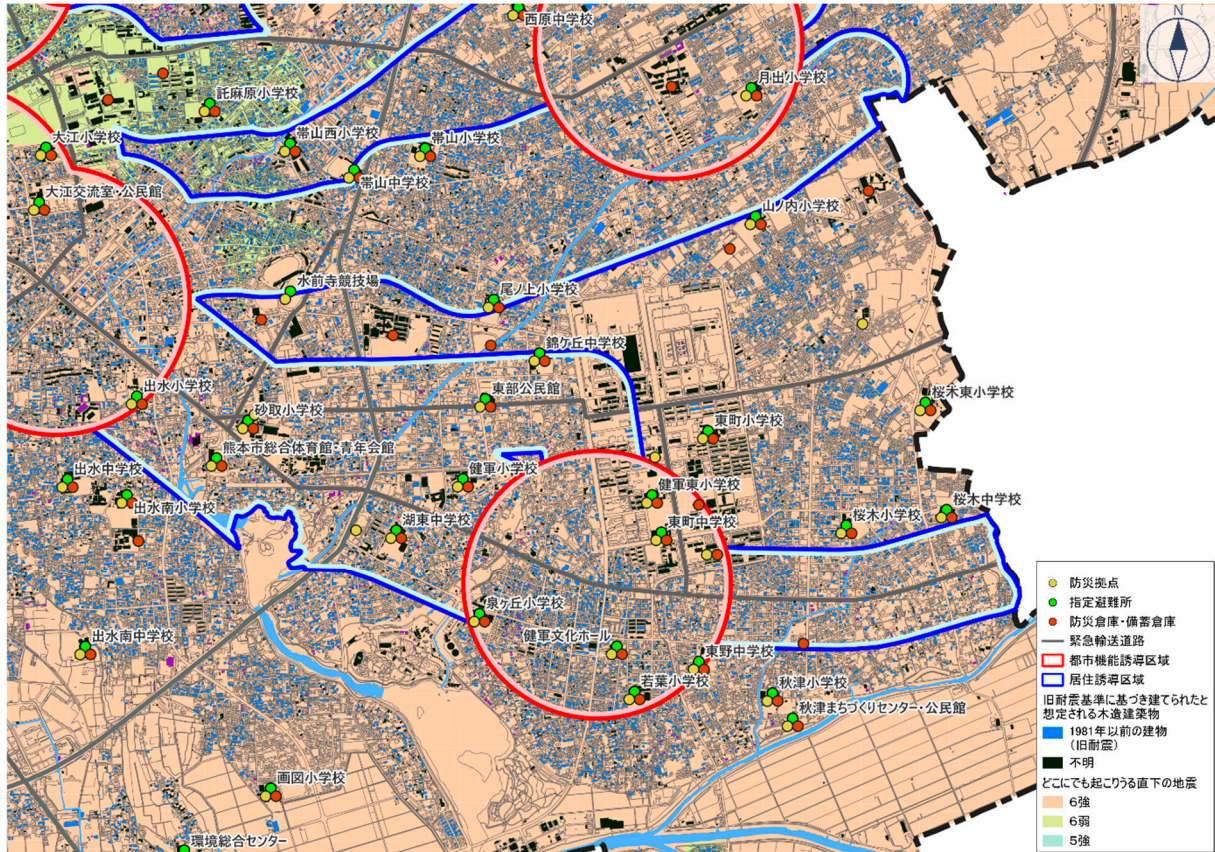 西原中学校
N
月出小学校
託麻原小学校
大江小学校
帯山西小学校
帯山小学校
帯山中学校
大江交流室・公民館
山ノ内小学校
水前寺競技場
尾ノ上小学校
錦ケ丘中学校
出水小学校
東部公民館
桜木東小学校
砂取小学校
東町小学校
熊本市総合体育館・青年会館
出水中学校
健軍小学校
健軍東小学校
出水南小学校
桜木中学校
湖東中学校
東町中学校
桜木小学校
泉ケ丘小学校
出水南中学校
健軍文化ホール
東野中学校
若葉小学校
秋津小学校
秋津まちづくりセンター・公民館
画図小学校
環境総合センター
防災拠点
指定避難所
防災倉庫・備蓄倉庫
緊急輸送道路
都市機能誘導区域
居住誘導区域
旧耐震基準に基づき建てられたと
想定される木造建築物
1981年以前の建物
(旧耐震)
不明
どこにでも起こりうる直下の地震
6強
6弱
5強